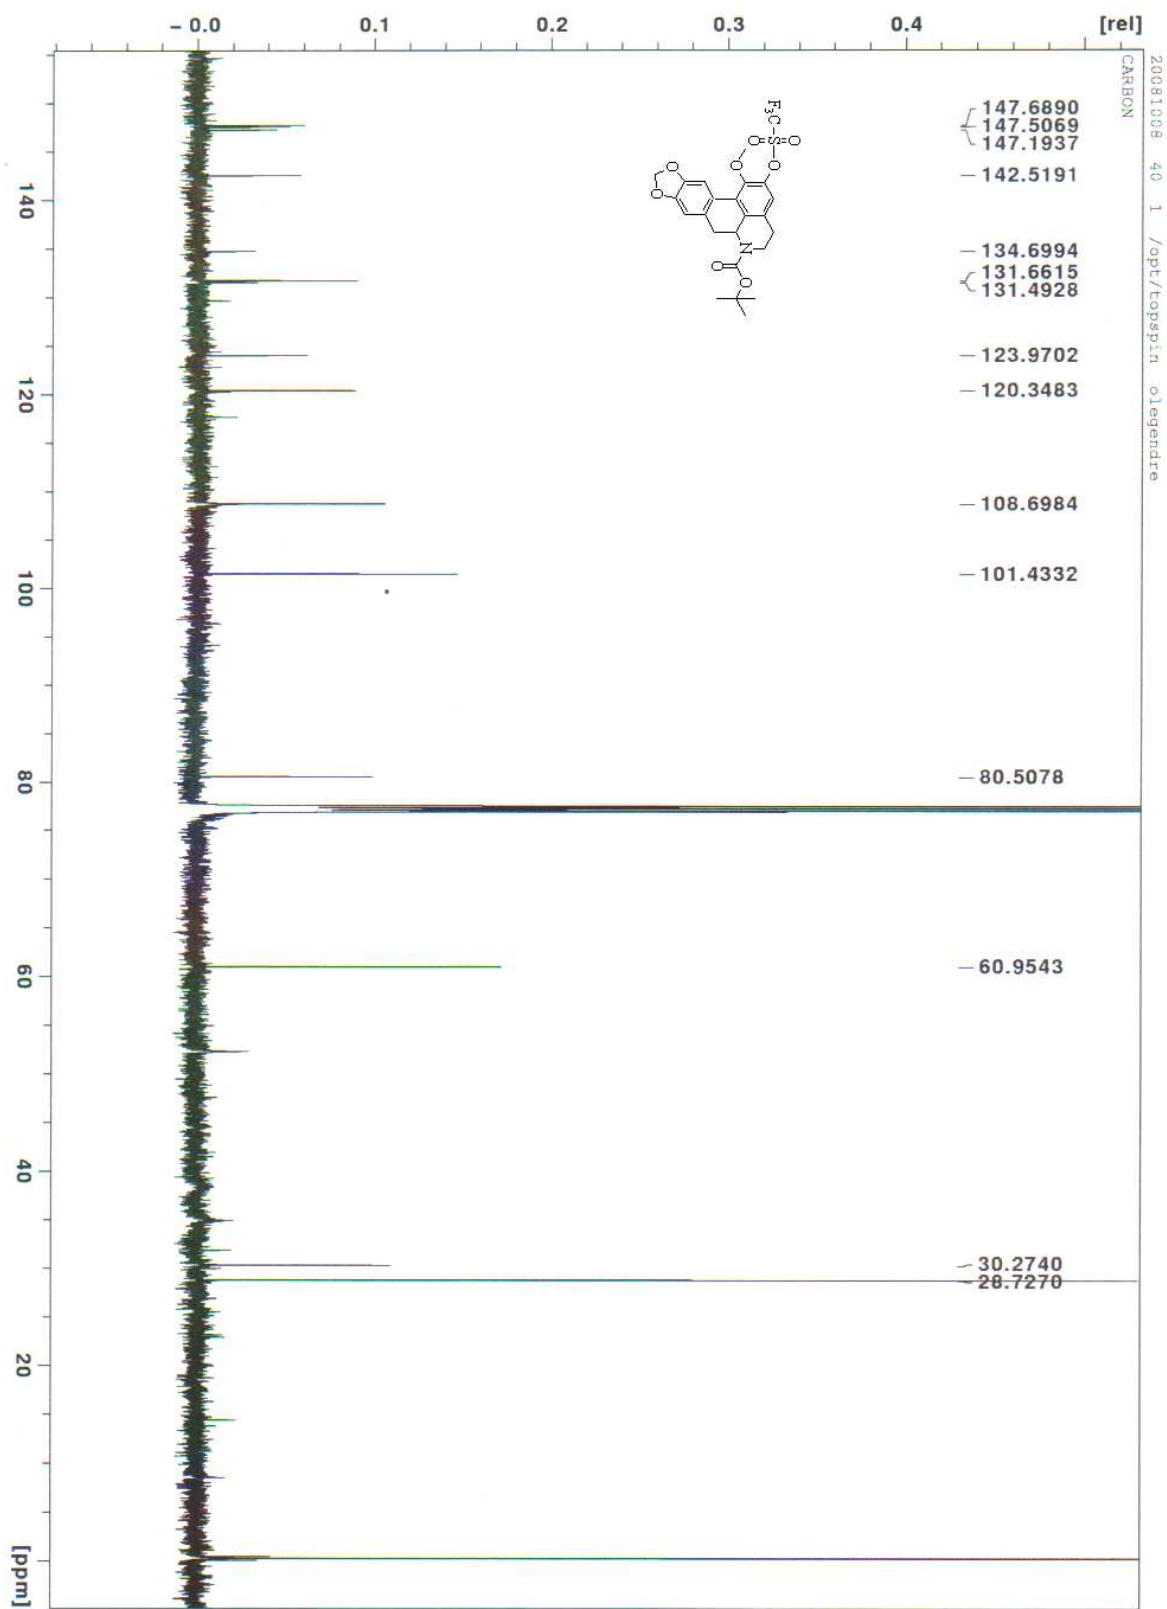 20081008 40 1 /opt/topspin olegendre
CARBON
147.6890
147.5069
147.1937
142.5191
134.6994
131.6615
131.4928
123.9702
120.3483
108.6984
101.4332
80.5078
60.9543
30.2740
28.7270
F3C
S
O
O
O
O
O
O
N
O
O
[rel]
0.4
0.3
0.2
0.1
- 0.0
140
120
100
80
60
40
20
[ppm]